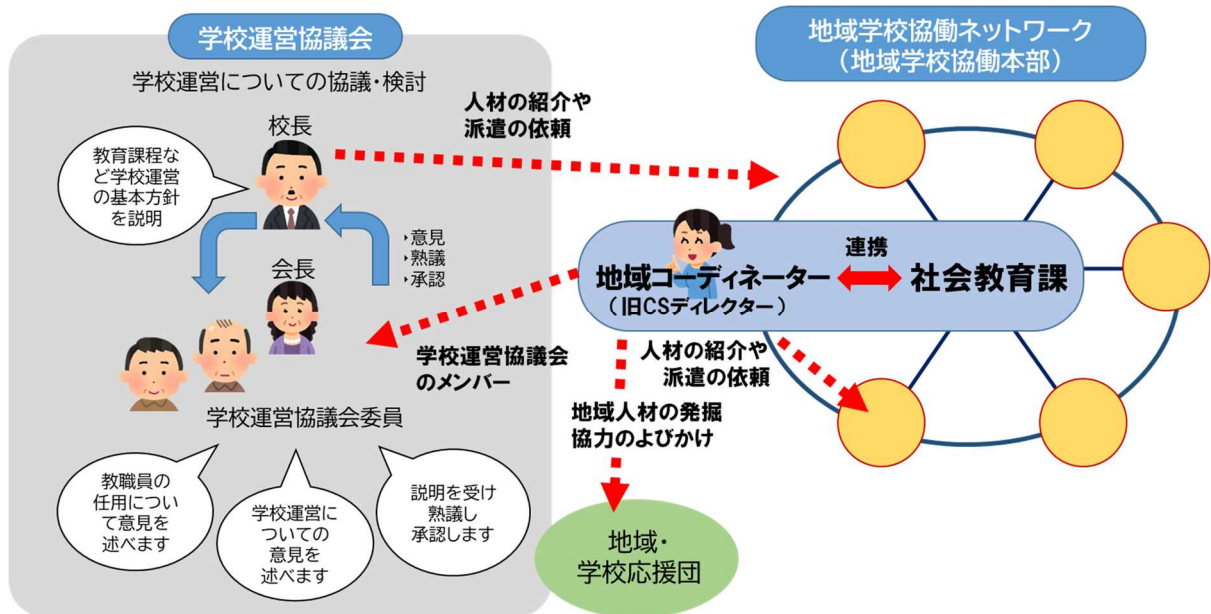 学校運営協議会
学校運営についての協議・検討
校長
教育課程な
ど学校運営
の基本方針
を説明
意見
熟議
承認
会長
学校運営協議会委員
教職員の
任用につい
て意見を
述べます
学校運営に
ついての
意見を
述べます
説明を受け
熟議し
承認します
人材の紹介や
派遣の依頼
地域学校協働ネットワーク
（地域学校協働本部）
地域コーディネーター
（旧CSディレクター）
連携
社会教育課
学校運営協議会
のメンバー
人材の紹介や
派遣の依頼
地域人材の発掘
協力のよびかけ
地域・
学校応援団